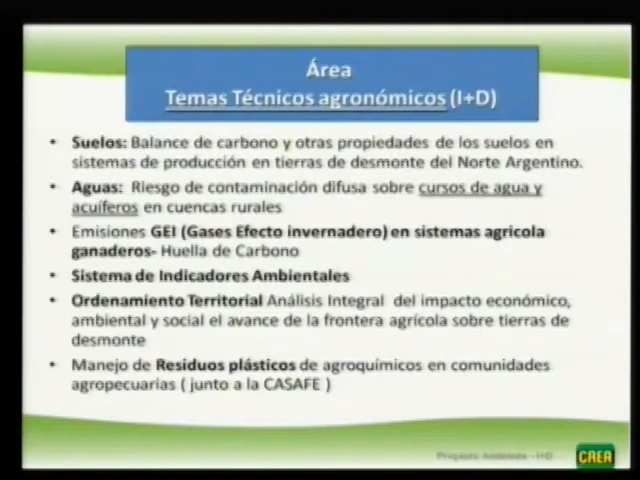 Área
Temas Técnicos agronómicos (I+D)
• Suelos: Balance de carbono y otras propiedades de los suelos en
sistemas de producción en tierras de desmonte del Norte Argentino.
• Aguas: Riesgo de contaminación difusa sobre cursos de agua y
acuíferos en cuencas rurales
• Emisiones GEI (Gases Efecto invernadero) en sistemas agricola
ganaderos- Huella de Carbono
• Sistema de Indicadores Ambientales
• Ordenamiento Territorial Análisis Integral del impacto económico,
ambiental y social el avance de la frontera agrícola sobre tierras de
desmonte
• Manejo de Residuos plásticos de agroquímicos en comunidades
agropecuarias ( junto a la CASAFE )
Proyecto Ambiente - I+D
CREA